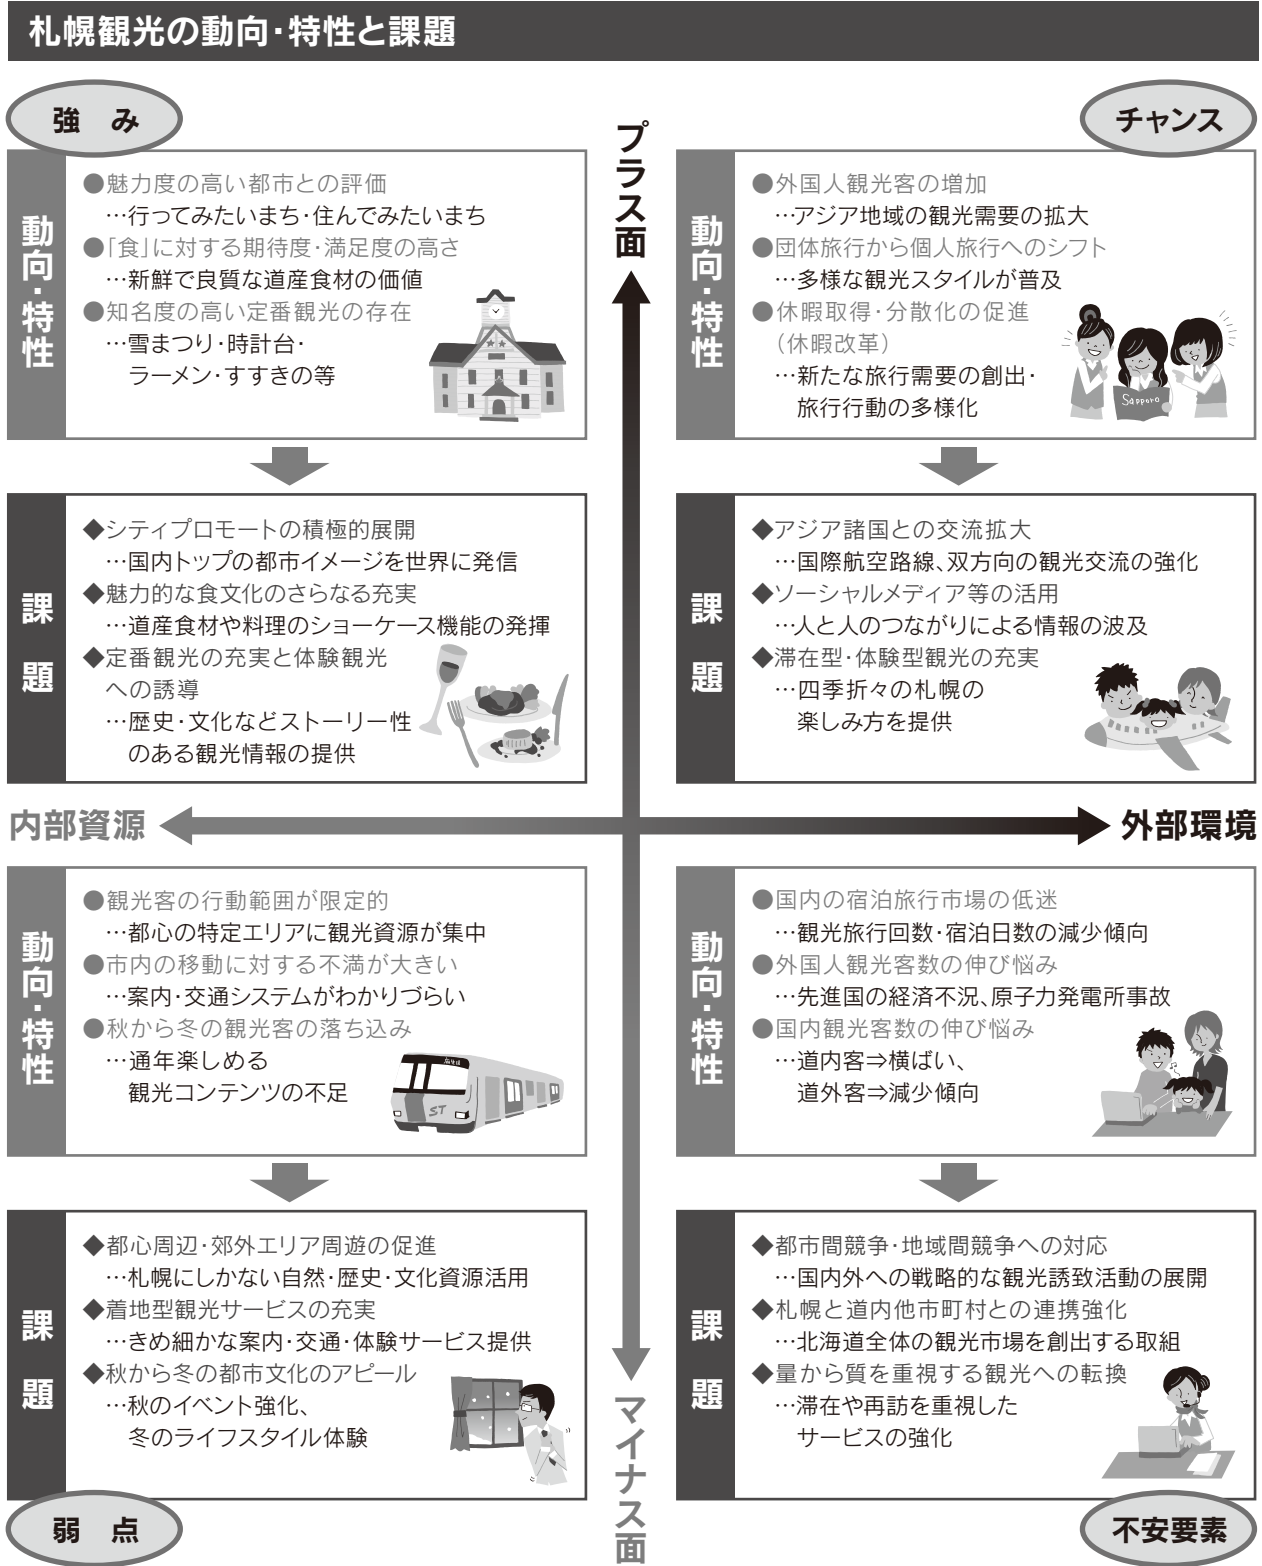 札幌観光の動向・特性と課題
強 み
チャンス
プラス面
動向・特性
●魅力度の高い都市との評価
…行ってみたいまち・住んでみたいまち
●「食」に対する期待度・満足度の高さ
…新鮮で良質な道産食材の価値
●知名度の高い定番観光の存在
…雪まつり・時計台・
ラーメン・すすきの等
動向・特性
●外国人観光客の増加
…アジア地域の観光需要の拡大
●団体旅行から個人旅行へのシフト
…多様な観光スタイルが普及
●休暇取得・分散化の促進
（休暇改革）
…新たな旅行需要の創出・
旅行行動の多様化
Sapporo
課題
◆シティプロモートの積極的展開
…国内トップの都市イメージを世界に発信
◆魅力的な食文化のさらなる充実
…道産食材や料理のショーケース機能の発揮
◆定番観光の充実と体験観光
への誘導
…歴史・文化などストーリー性
のある観光情報の提供
課題
◆アジア諸国との交流拡大
…国際航空路線、双方向の観光交流の強化
◆ソーシャルメディア等の活用
…人と人のつながりによる情報の波及
◆滞在型・体験型観光の充実
…四季折々の札幌の
楽しみ方を提供
内部資源
外部環境
動向・特性
●観光客の行動範囲が限定的
…都心の特定エリアに観光資源が集中
●市内の移動に対する不満が大きい
…案内・交通システムがわかりづらい
●秋から冬の観光客の落ち込み
…通年楽しめる
観光コンテンツの不足
ST
動向・特性
●国内の宿泊旅行市場の低迷
…観光旅行回数・宿泊日数の減少傾向
●外国人観光客数の伸び悩み
…先進国の経済不況、原子力発電所事故
●国内観光客数の伸び悩み
…道内客⇒横ばい、
道外客⇒減少傾向
課題
◆都心周辺・郊外エリア周遊の促進
…札幌にしかない自然・歴史・文化資源活用
◆着地型観光サービスの充実
…きめ細かな案内・交通・体験サービス提供
◆秋から冬の都市文化のアピール
…秋のイベント強化、
冬のライフスタイル体験
課題
◆都市間競争・地域間競争への対応
…国内外への戦略的な観光誘致活動の展開
◆札幌と道内他市町村との連携強化
…北海道全体の観光市場を創出する取組
◆量から質を重視する観光への転換
…滞在や再訪を重視した
サービスの強化
マイナス面
弱 点
不安要素